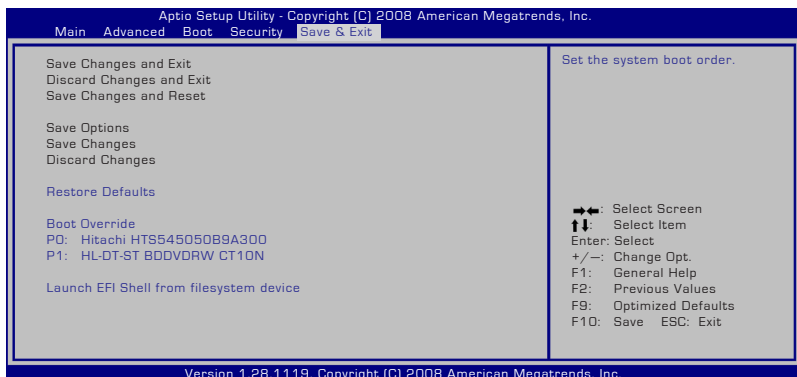 Aptio Setup Utility - Copyright (C) 2008 American Megatrends, Inc.
Main Advanced Boot Security Save & Exit
Save Changes and Exit
Discard Changes and Exit
Save Changes and Reset
Save Options
Save Changes
Discard Changes
Restore Defaults
Boot Override
P0: Hitachi HTS545050B9A300
P1: HL-DT-ST BDDVDRW CT10N
Launch EFI Shell from filesystem device
Set the system boot order.
→←: Select Screen
↑↓: Select Item
Enter: Select
+/-: Change Opt.
F1: General Help
F2: Previous Values
F9: Optimized Defaults
F10: Save ESC: Exit
Version 1.28.1119. Copyright (C) 2008 American Megatrends, Inc.